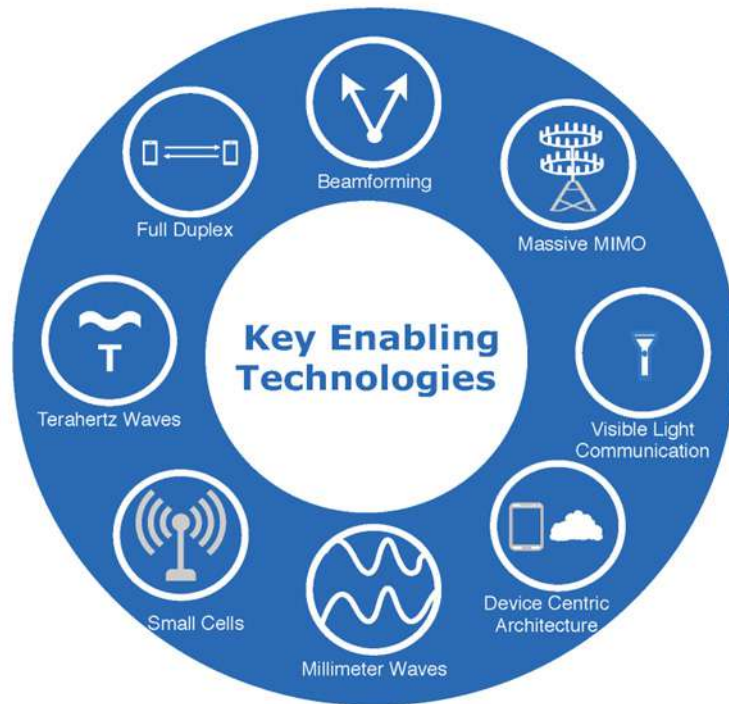 Key Enabling
Technologies
Beamforming
Massive MIMO
Visible Light
Communication
Device Centric
Architecture
Millimeter Waves
Small Cells
T
Terahertz Waves
Full Duplex